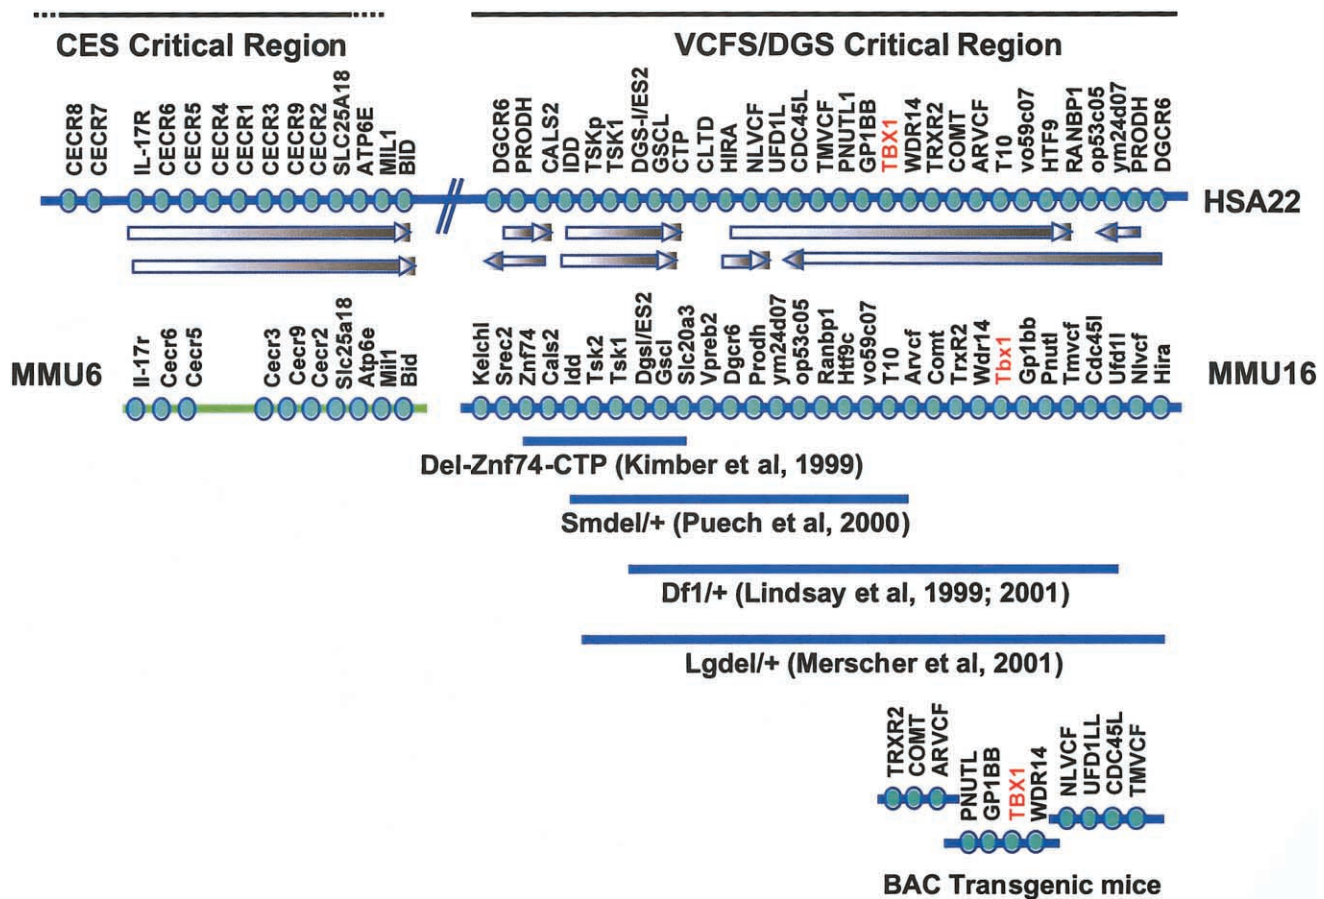 CES Critical Region
VCFS/DGS Critical Region
CECR8
CECR7
IL-17R
CECR6
CECR5
CECR4
CECR1
CECR3
CECR9
CECR2
SLC25A18
ATP6E
MIL1
BID
DGCR6
PRODH
CALS2
IDD
TSKp
TSK1
DGS-I/ES2
GSCL
CTP
CLTD
HIRA
NLVCF
UFD1L
CDC45L
TMVCF
PNUTL1
GP1BB
TBX1
WDR14
TRXR2
COMT
ARVCF
T10
vo59c07
HTF9
RANBP1
op53c05
ym24d07
PRODH
DGCR6
HSA22
MMU6
Il-17r
Cecr6
Cecr5
Cecr3
Cecr9
Cecr2
Slc25a18
Atp6e
Mil1
Bid
Kelchl
Srec2
Znf74
Cals2
idd
Tsk2
Tsk1
Dgsl/ES2
Gscl
Slc20a3
Vpreb2
Dgcr6
Prodh
ym24d07
op53c05
Ranbp1
Htf9c
vo59c07
T10
Arvcf
Comt
TrxR2
Wdr14
Tbx1
Gp1bb
Pnutl
Tmvcf
Cdc45l
Ufd1l
Nlvcf
Hira
MMU16
Del-Znf74-CTP (Kimber et al, 1999)
Smdel/+ (Puech et al, 2000)
Df1/+ (Lindsay et al, 1999; 2001)
Lgdel/+ (Merscher et al, 2001)
TRXR2
COMT
ARVCF
PNUTL
GP1BB
TBX1
WDR14
NLVCF
UFD1LL
CDC45L
TMVCF
BAC Transgenic mice